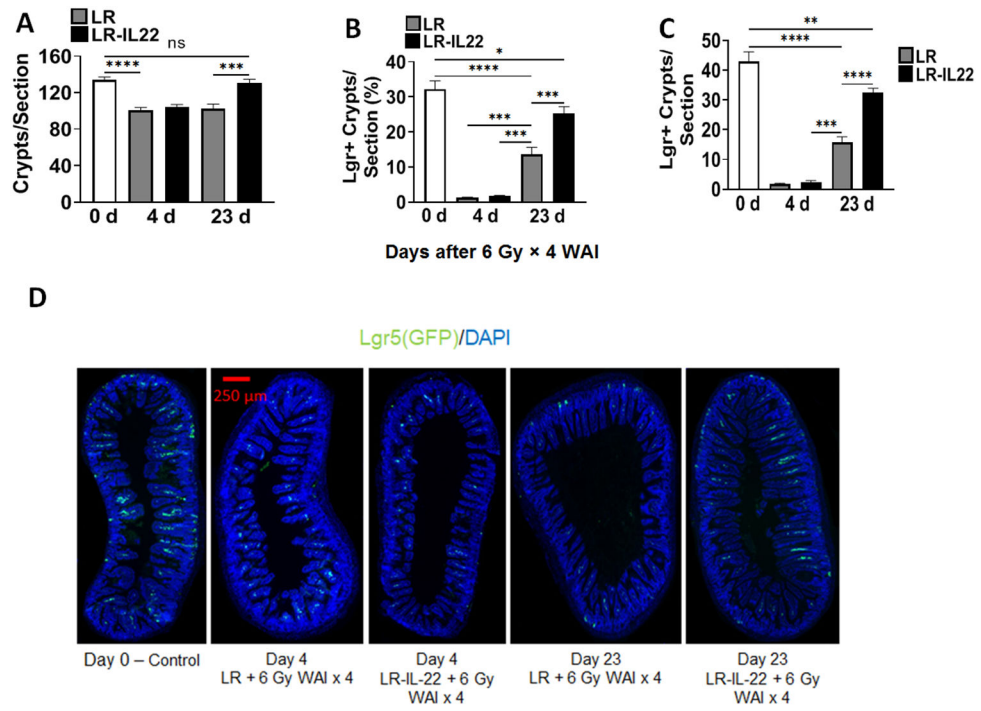 A
LR
LR-IL22
ns
****
***
Crypts/Section
160
120
80
40
0
0 d
4 d
23 d
B
LR
LR-IL22
*
****
***
***
***
Lgr+ Crypts/
Section (%)
40
30
20
10
0
0 d
4 d
23 d
C
**
****
****
***
LR
LR-IL22
Lgr+ Crypts/
Section
50
40
30
20
10
0
0 d
4 d
23 d
Days after 6 Gy × 4 WAI
D
Lgr5(GFP)/DAPI
250 μm
Day 0 – Control
Day 4
LR + 6 Gy WAI x 4
Day 4
LR-IL-22 + 6 Gy
WAI x 4
Day 23
LR + 6 Gy WAI x 4
Day 23
LR-IL-22 + 6 Gy
WAI x 4